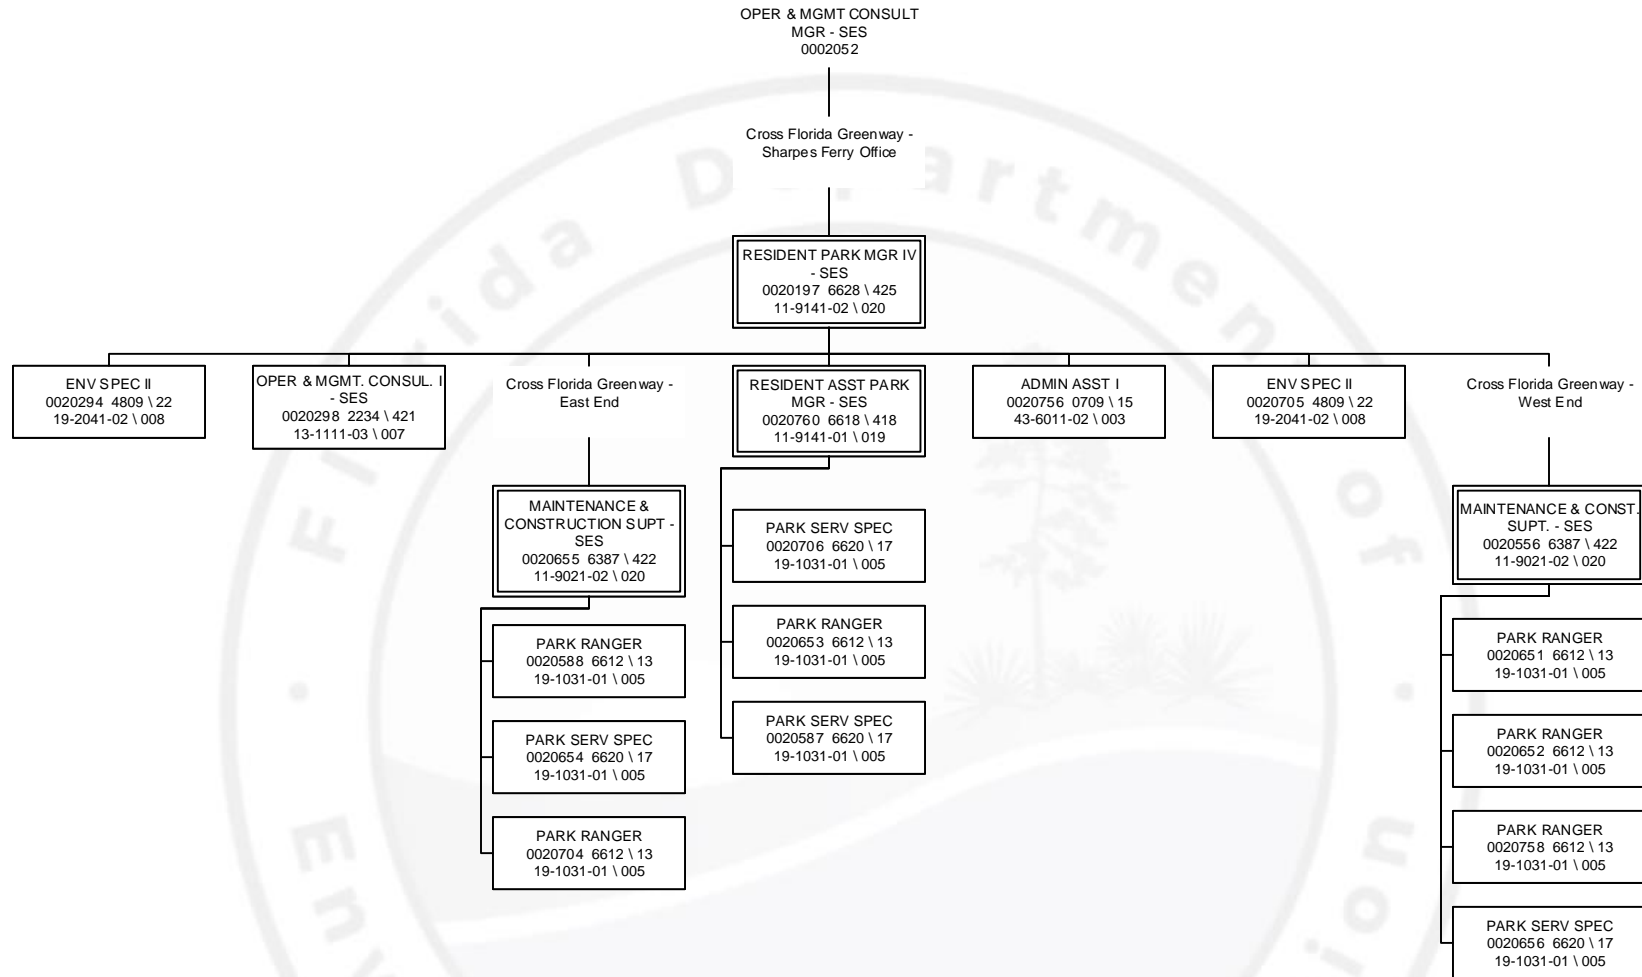 OPER & MGMT CONSULT
MGR - SES
0002052
Cross Florida Greenway -
Sharpes Ferry Office
RESIDENT PARK MGR IV
- SES
0020197 6628 \ 425
11-9141-02 \ 020
ENV SPEC II
0020294 4809 \ 22
19-2041-02 \ 008
OPER & MGMT. CONSUL. I
- SES
0020298 2234 \ 421
13-1111-03 \ 007
Cross Florida Greenway -
East End
RESIDENT ASST PARK
MGR - SES
0020760 6618 \ 418
11-9141-01 \ 019
ADMIN ASST I
0020756 0709 \ 15
43-6011-02 \ 003
ENV SPEC II
0020705 4809 \ 22
19-2041-02 \ 008
Cross Florida Greenway -
West End
MAINTENANCE &
CONSTRUCTION SUPT -
SES
0020655 6387 \ 422
11-9021-02 \ 020
PARK RANGER
0020588 6612 \ 13
19-1031-01 \ 005
PARK SERV SPEC
0020654 6620 \ 17
19-1031-01 \ 005
PARK RANGER
0020704 6612 \ 13
19-1031-01 \ 005
PARK SERV SPEC
0020706 6620 \ 17
19-1031-01 \ 005
PARK RANGER
0020653 6612 \ 13
19-1031-01 \ 005
PARK SERV SPEC
0020587 6620 \ 17
19-1031-01 \ 005
MAINTENANCE & CONST.
SUPT. - SES
0020556 6387 \ 422
11-9021-02 \ 020
PARK RANGER
0020651 6612 \ 13
19-1031-01 \ 005
PARK RANGER
0020652 6612 \ 13
19-1031-01 \ 005
PARK RANGER
0020758 6612 \ 13
19-1031-01 \ 005
PARK SERV SPEC
0020656 6620 \ 17
19-1031-01 \ 005
Florida
of